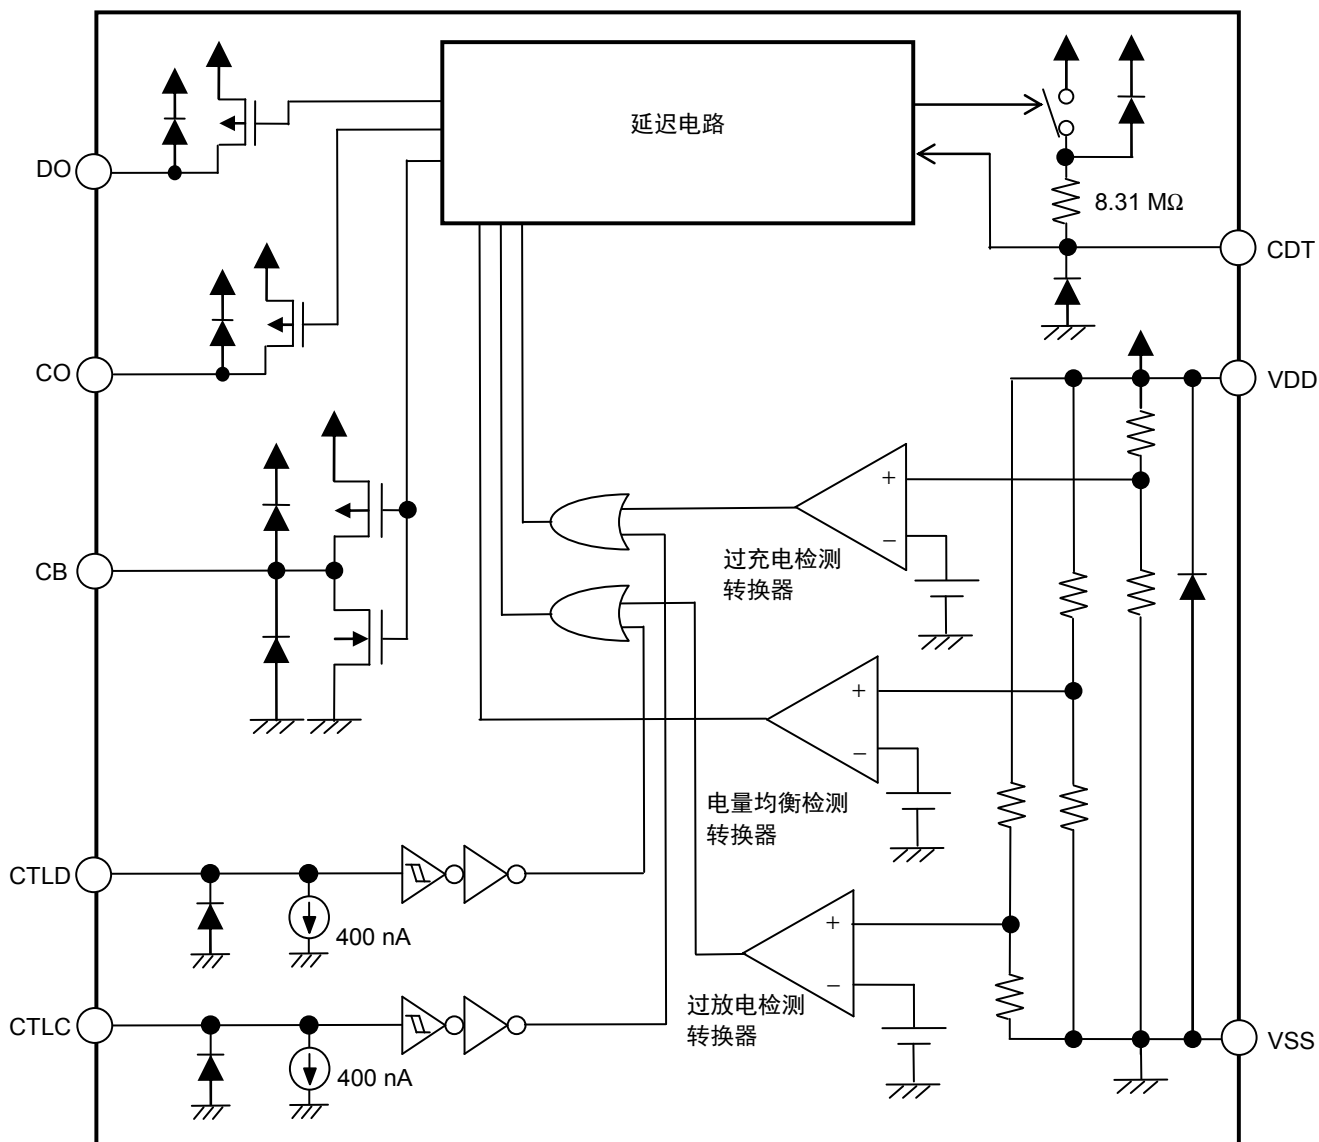 延迟电路
DO
8.31 MΩ
CDT
CO
VDD
+
−
过充电检测
转换器
CB
+
−
电量均衡检测
转换器
CTLD
400 nA
+
−
过放电检测
转换器
CTLC
400 nA
VSS